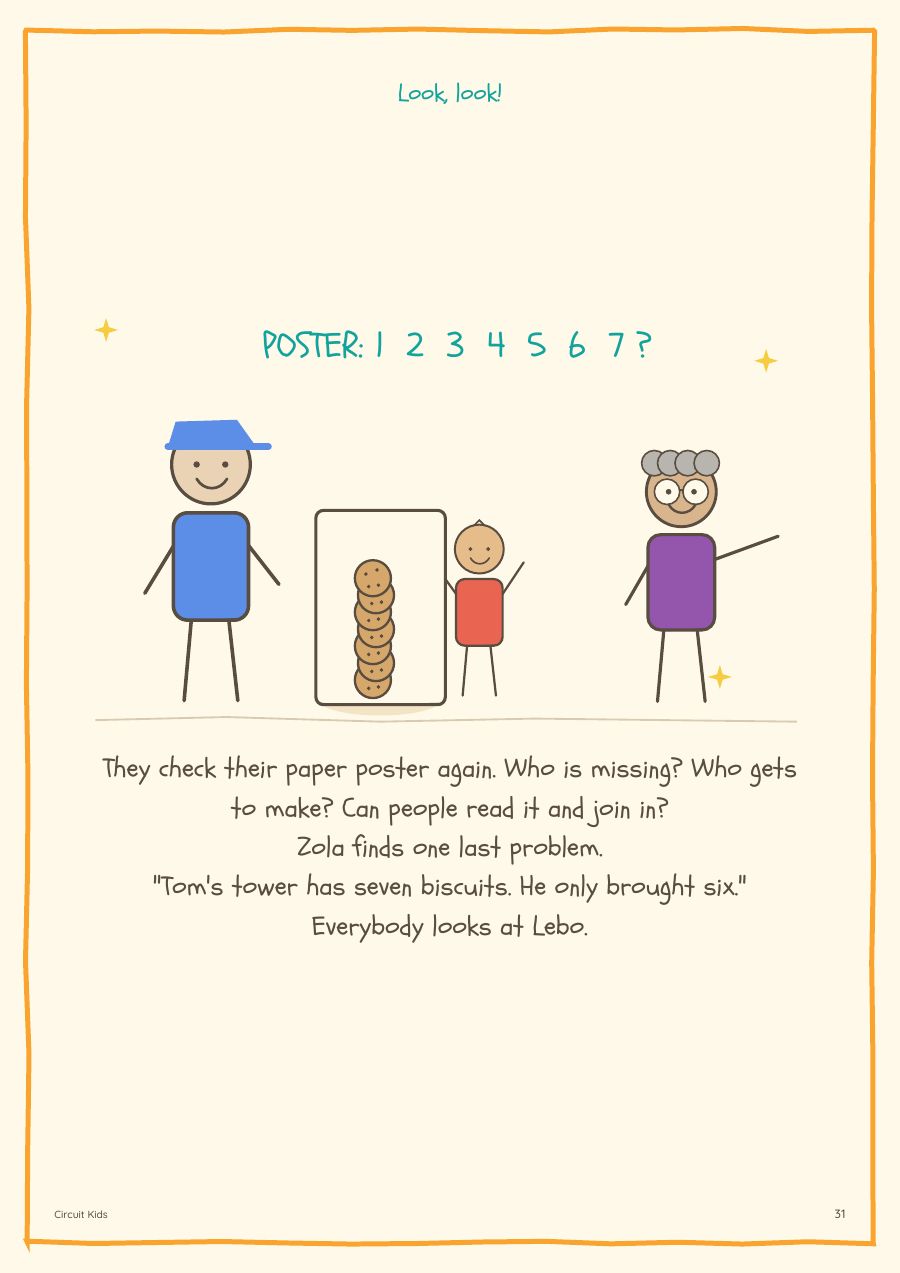 Look, look!
POSTER: 1 2 3 4 5 6 7 ?
They check their paper poster again. Who is missing? Who gets
to make? Can people read it and join in?
Zola finds one last problem.
"Tom's tower has seven biscuits. He only brought six."
Everybody looks at Lebo.
Circuit Kids
31